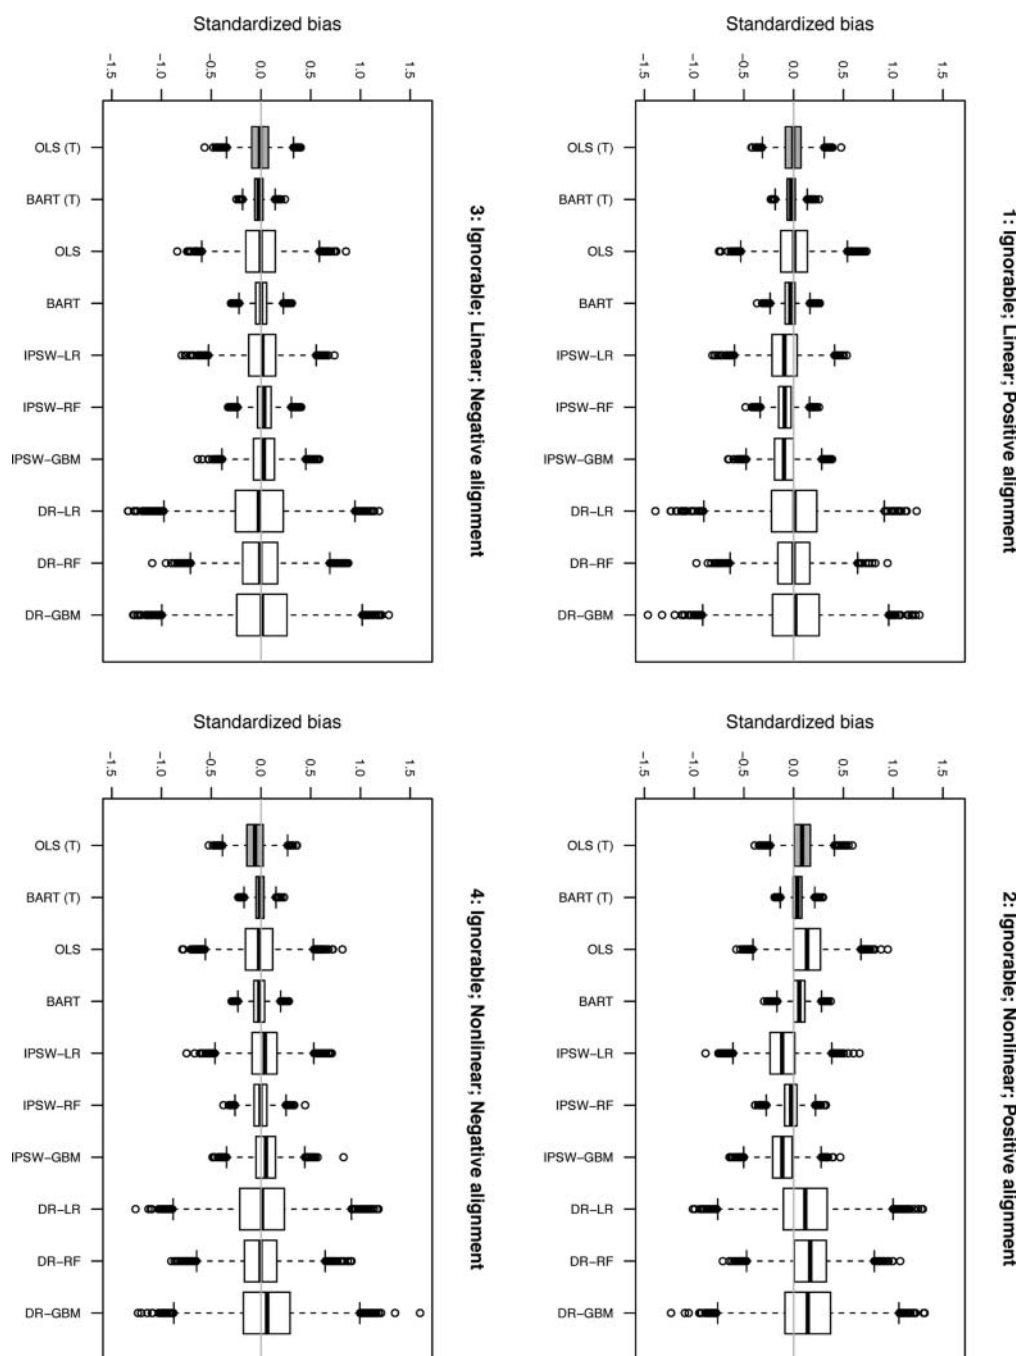 1: Ignorable; Linear; Positive alignment
Standardized bias
1.5
1.0
0.5
0.0
−0.5
−1.0
−1.5
OLS (T)
BART (T)
OLS
BART
IPSW−LR
IPSW−RF
IPSW−GBM
DR−LR
DR−RF
DR−GBM
2: Ignorable; Nonlinear; Positive alignment
Standardized bias
1.5
1.0
0.5
0.0
−0.5
−1.0
−1.5
OLS (T)
BART (T)
OLS
BART
IPSW−LR
IPSW−RF
IPSW−GBM
DR−LR
DR−RF
DR−GBM
3: Ignorable; Linear; Negative alignment
Standardized bias
1.5
1.0
0.5
0.0
−0.5
−1.0
−1.5
OLS (T)
BART (T)
OLS
BART
IPSW−LR
IPSW−RF
IPSW−GBM
DR−LR
DR−RF
DR−GBM
4: Ignorable; Nonlinear; Negative alignment
Standardized bias
1.5
1.0
0.5
0.0
−0.5
−1.0
−1.5
OLS (T)
BART (T)
OLS
BART
IPSW−LR
IPSW−RF
IPSW−GBM
DR−LR
DR−RF
DR−GBM